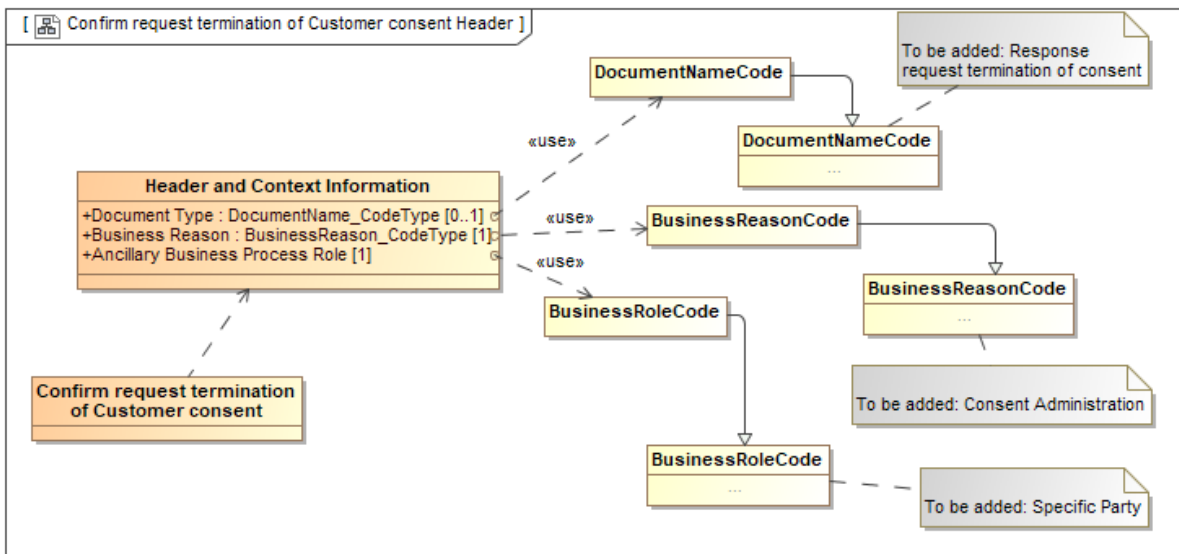 [ Confirm request termination of Customer consent Header ]
To be added: Response
request termination of consent
DocumentNameCode
DocumentNameCode
...
«use»
Header and Context Information
+Document Type : DocumentName_CodeType [0..1]
+Business Reason : BusinessReason_CodeType [1]
+Ancillary Business Process Role [1]
«use»
BusinessReasonCode
«use»
BusinessReasonCode
...
BusinessRoleCode
Confirm request termination
of Customer consent
To be added: Consent Administration
BusinessRoleCode
...
To be added: Specific Party